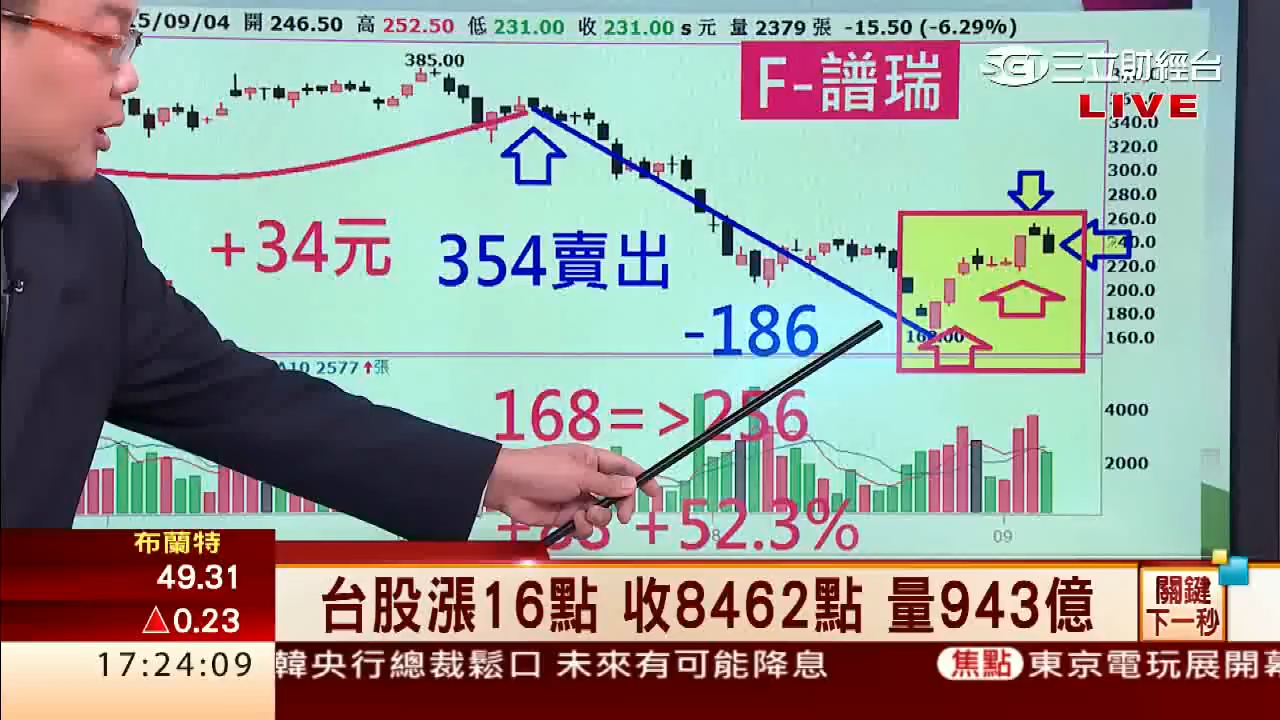 15/09/04 開 246.50 高 252.50 低 231.00 收 231.00 s 元 量 2379 張 -15.50 (-6.29%)
385.00
F-譜瑞
三立財經台
LIVE
340.0
320.0
300.0
280.0
260.0
240.0
220.0
200.0
180.0
160.0
+34元
354賣出
-186
168.00
A10 2577 張
168=>256
+88 +52.3%
4000
2000
09
布蘭特
49.31
△0.23
台股漲16點 收8462點 量943億
關鍵
下一秒
17:24:09
韓央行總裁鬆口 未來有可能降息
焦點 東京電玩展開幕